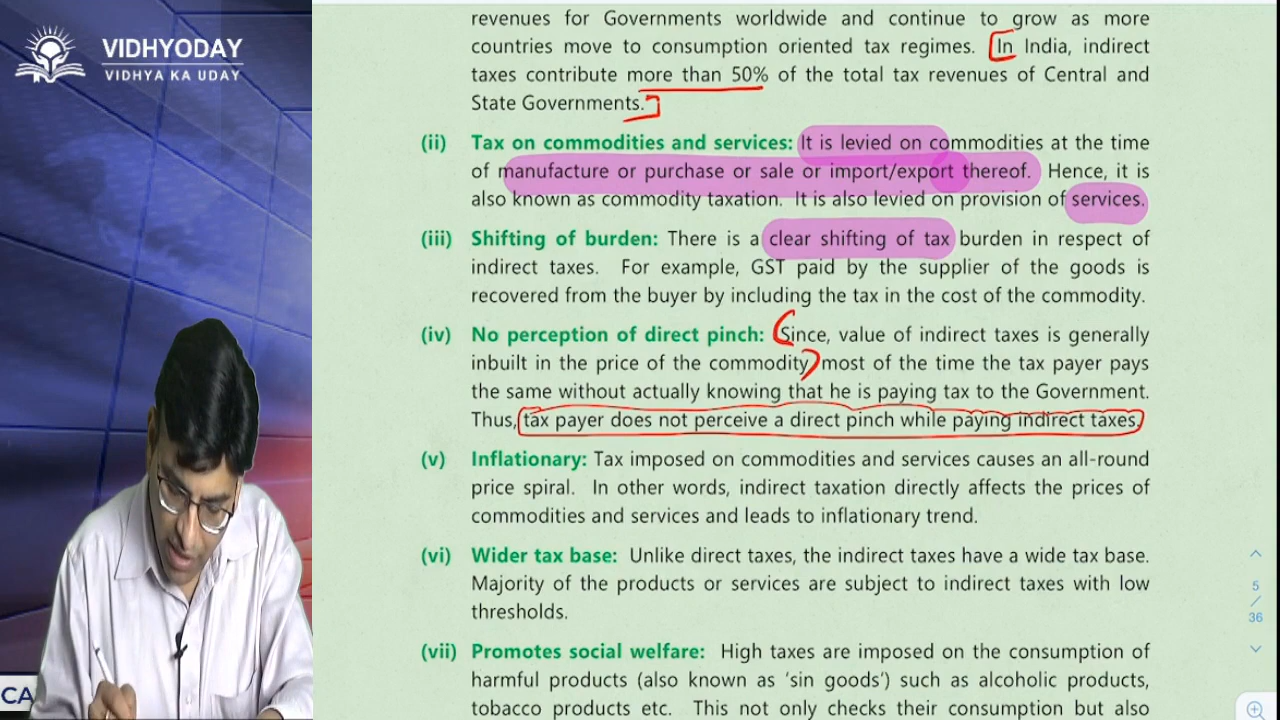 VIDHYODAY
VIDHYA KA UDAY
revenues for Governments worldwide and continue to grow as more
countries move to consumption oriented tax regimes. In India, indirect
taxes contribute more than 50% of the total tax revenues of Central and
State Governments.
(ii) Tax on commodities and services: It is levied on commodities at the time
of manufacture or purchase or sale or import/export thereof. Hence, it is
also known as commodity taxation. It is also levied on provision of services.
(iii) Shifting of burden: There is a clear shifting of tax burden in respect of
indirect taxes. For example, GST paid by the supplier of the goods is
recovered from the buyer by including the tax in the cost of the commodity.
(iv) No perception of direct pinch: Since, value of indirect taxes is generally
inbuilt in the price of the commodity, most of the time the tax payer pays
the same without actually knowing that he is paying tax to the Government.
Thus, tax payer does not perceive a direct pinch while paying indirect taxes.
(v) Inflationary: Tax imposed on commodities and services causes an all-round
price spiral. In other words, indirect taxation directly affects the prices of
commodities and services and leads to inflationary trend.
(vi) Wider tax base: Unlike direct taxes, the indirect taxes have a wide tax base.
Majority of the products or services are subject to indirect taxes with low
thresholds.
(vii) Promotes social welfare: High taxes are imposed on the consumption of
harmful products (also known as ‘sin goods’) such as alcoholic products,
tobacco products etc. This not only checks their consumption but also
5
/
36
CA